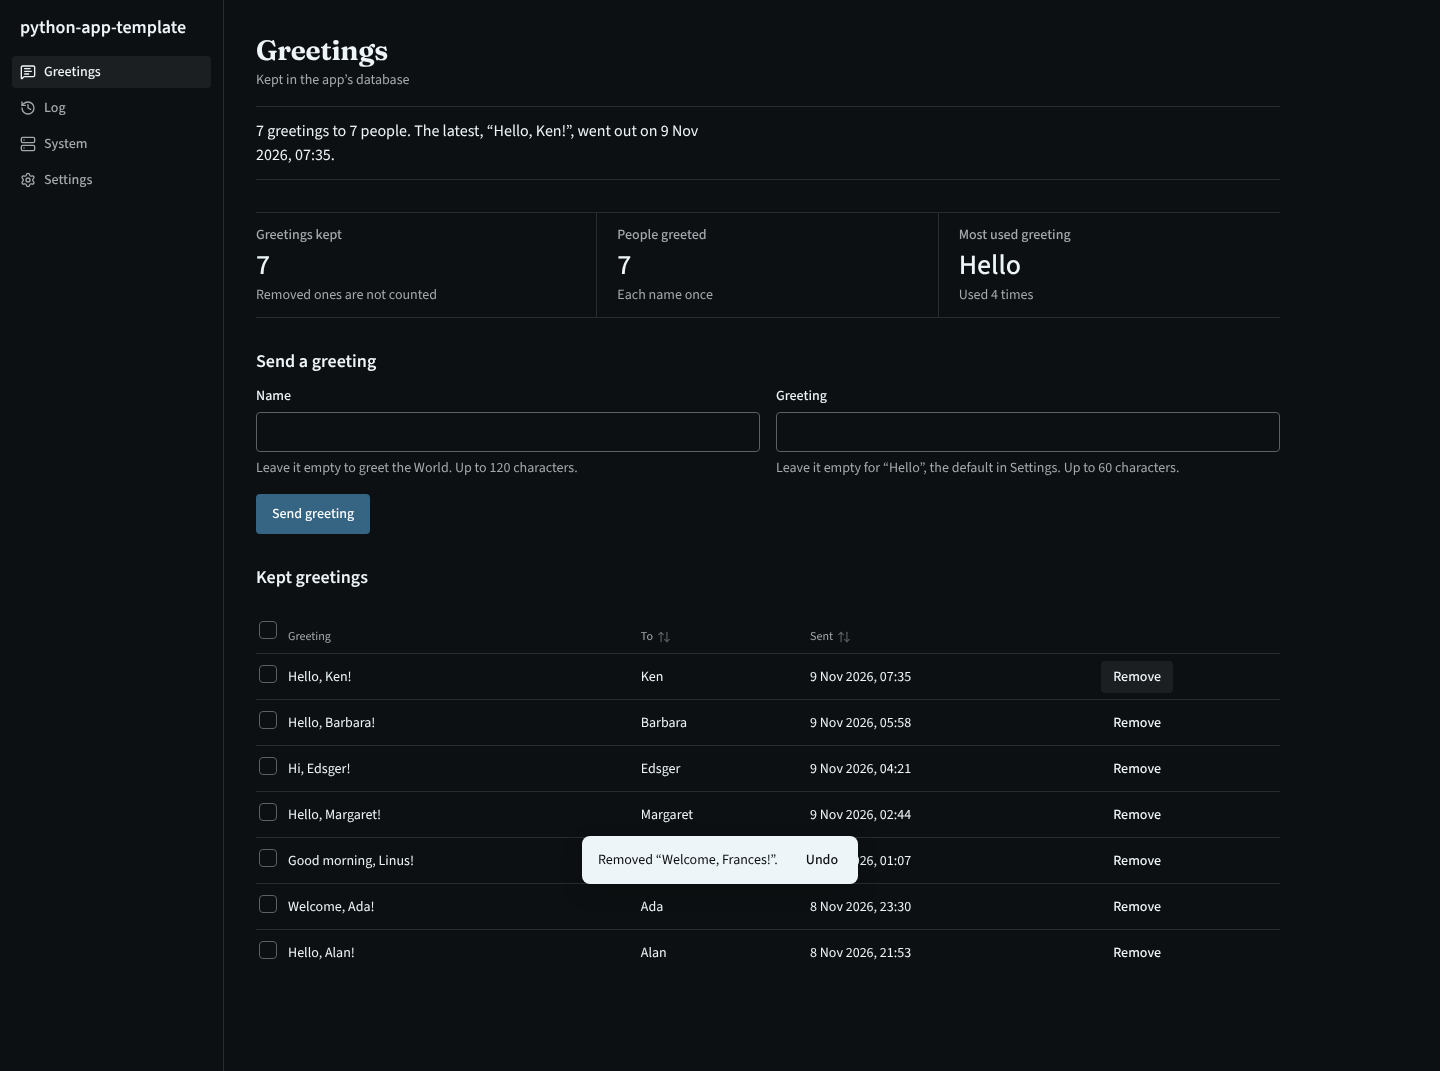 python-app-template
Greetings
Log
System
Settings
Greetings
Kept in the app’s database
7 greetings to 7 people. The latest, “Hello, Ken!”, went out on 9 Nov
2026, 07:35.
Greetings kept
7
Removed ones are not counted
People greeted
7
Each name once
Most used greeting
Hello
Used 4 times
Send a greeting
Name
Leave it empty to greet the World. Up to 120 characters.
Greeting
Leave it empty for “Hello”, the default in Settings. Up to 60 characters.
Send greeting
Kept greetings
Greeting To Sent
Hello, Ken! Ken 9 Nov 2026, 07:35 Remove
Hello, Barbara! Barbara 9 Nov 2026, 05:58 Remove
Hi, Edsger! Edsger 9 Nov 2026, 04:21 Remove
Hello, Margaret! Margaret 9 Nov 2026, 02:44 Remove
Good morning, Linus! 26, 01:07 Remove
Removed “Welcome, Frances!”. Undo
Welcome, Ada! Ada 8 Nov 2026, 23:30 Remove
Hello, Alan! Alan 8 Nov 2026, 21:53 Remove